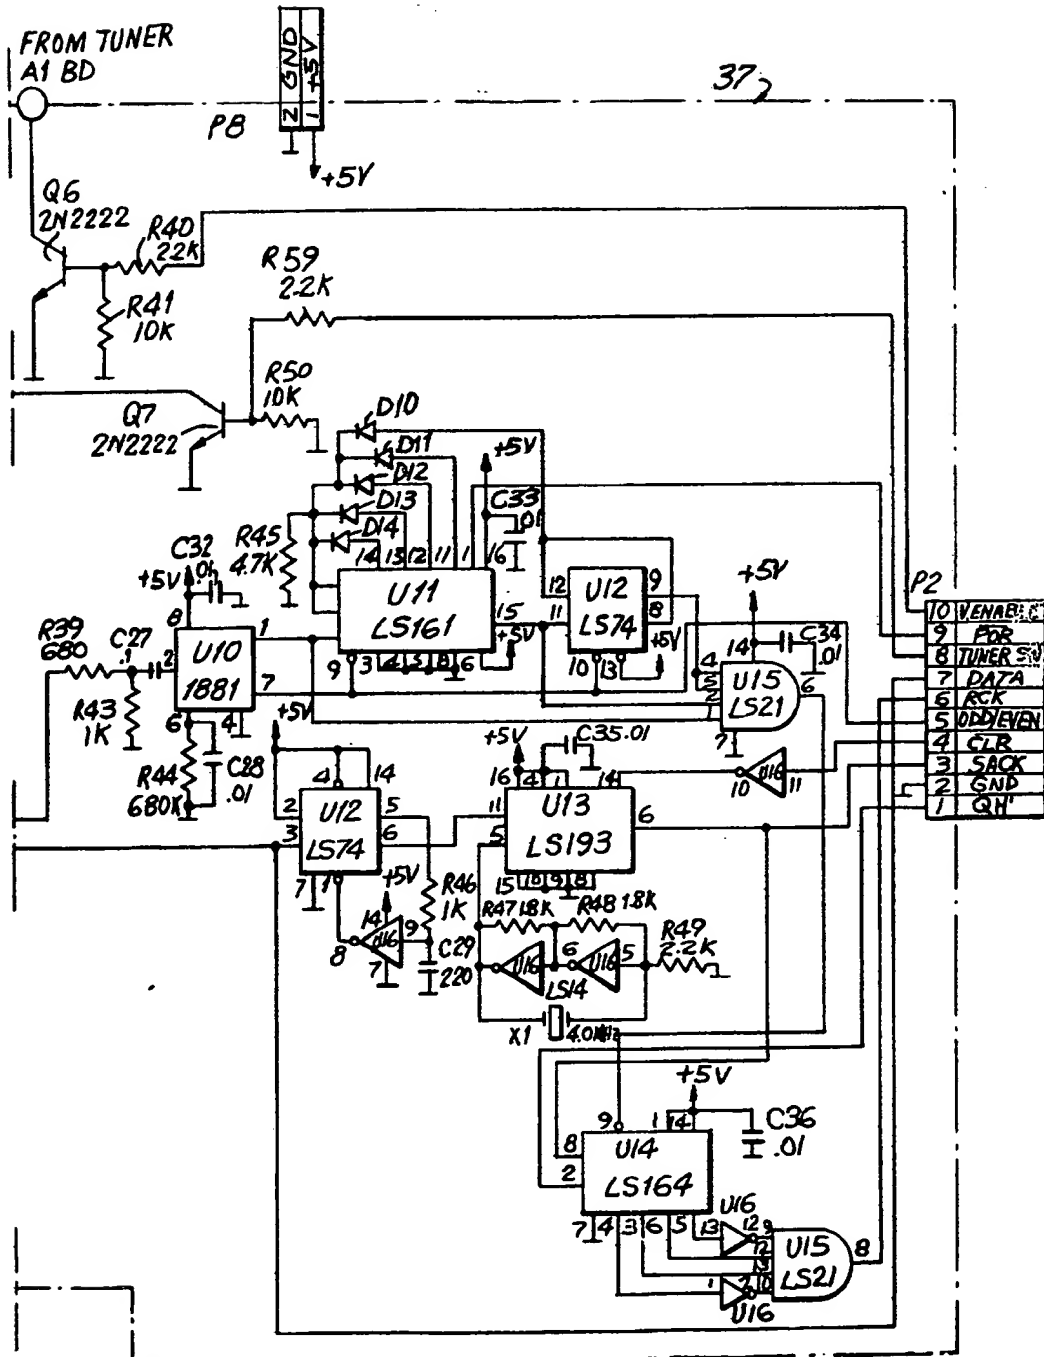 FROM TUNER
A1 BD
2 GND
1 +5V
P8
+5V
37
Q6
2N2222
R40
2.2K
R41
10K
R59
2.2K
R50
10K
Q7
2N2222
D10
D11
D12
D13
D14
+5V
C33
.01
R45
4.7K
14 13 12 11 1 16
U11
LS161
15
+5V
9 3 4 5 8 6
12
11
U12
LS74
9
8
10 13
+5V
+5V
14
C34
.01
4
5
2
1
U15
LS21
6
7
P2
10 V.ENABLE
9 POR
8 TUNER SW
7 DATA
6 RCK
5 ODD/EVEN
4 CLR
3 SACK
2 GND
1 QH'
C32
.01
+5V
8
R39
680
C27
.1
2
U10
1881
1
7
6 4
R43
1K
R44
680K
C28
.01
+5V
4 14
2
3
U12
LS74
5
6
7 1
+5V
14
U16
9
8
7
R46
1K
C29
220
+5V
C35 .01
16 4 1 14
11
5
U13
LS193
6
15 10 9 8
10 U16 11
R47 1.8K
R48 1.8K
R49
2.2K
U16
6
U16
5
LS14
X1
4.0MHz
+5V
9 1 14
C36
.01
8
2
U14
LS164
7 4 3 6 5 13
U16
12
1 2
U16
9
12
13
10
U15
LS21
8